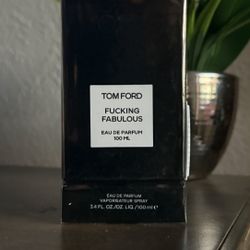 TOM FORD
FUCKING
FABULOUS
EAU DE PARFUM
100 ML
EAU DE PARFUM
VAPORISATEUR SPRAY
3.4 FL. OZ./OZ. LIQ. / 100 ml ℮